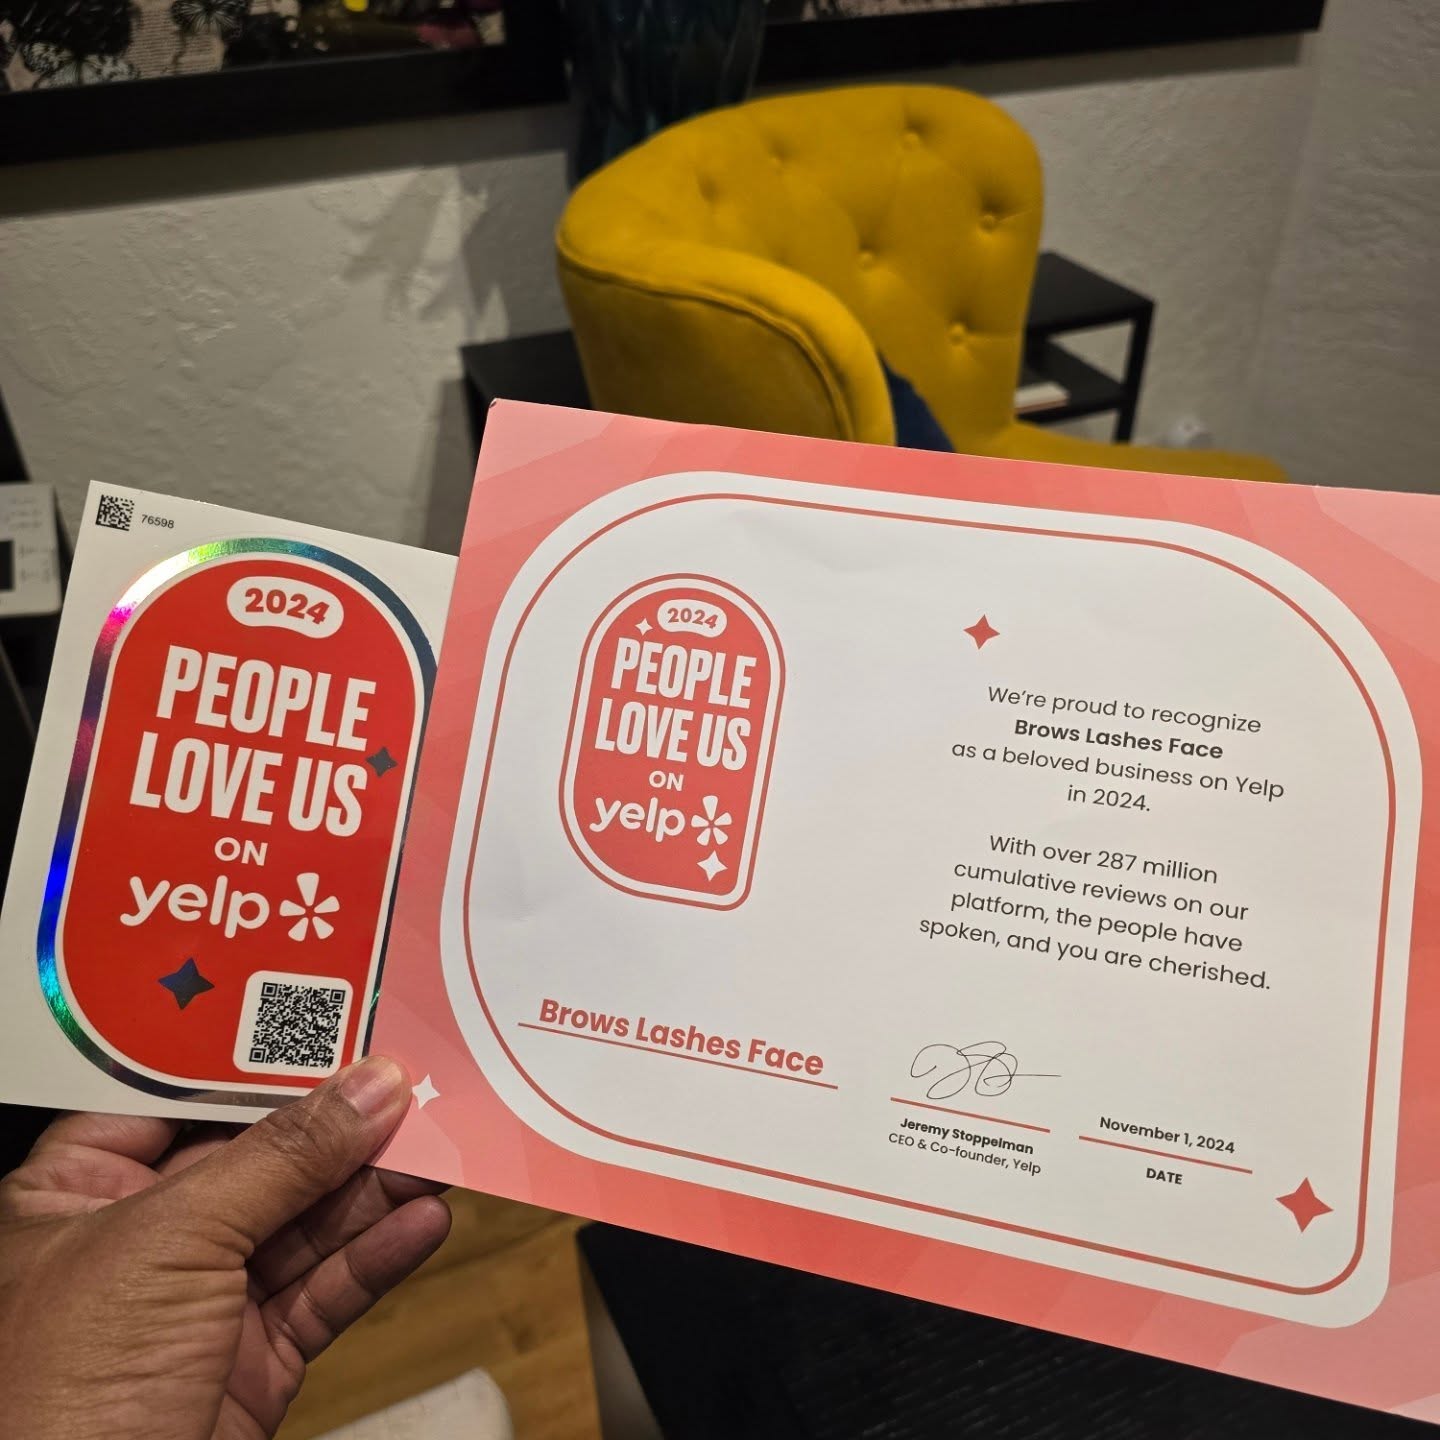 76598
2024
PEOPLE
LOVE US
ON
yelp
2024
PEOPLE
LOVE US
ON
yelp
Brows Lashes Face
We're proud to recognize
Brows Lashes Face
as a beloved business on Yelp
in 2024.
With over 287 million
cumulative reviews on our
platform, the people have
spoken, and you are cherished.
Jeremy Stoppelman
CEO & Co-founder, Yelp
November 1, 2024
DATE